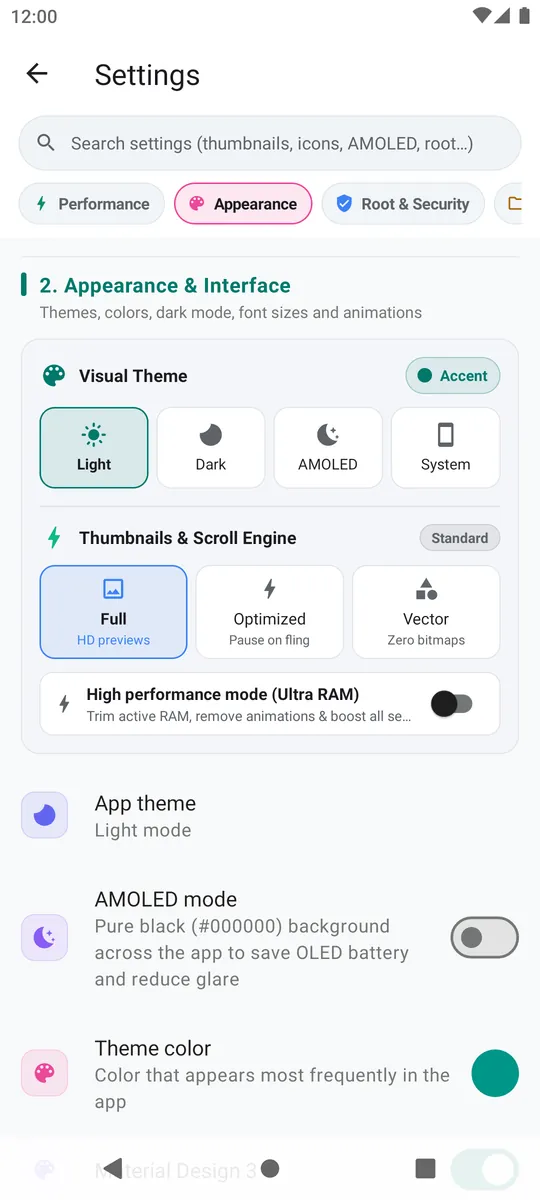 12:00
Settings
Search settings (thumbnails, icons, AMOLED, root…)
Performance
Appearance
Root & Security
2. Appearance & Interface
Themes, colors, dark mode, font sizes and animations
Visual Theme
Accent
Light
Dark
AMOLED
System
Thumbnails & Scroll Engine
Standard
Full
HD previews
Optimized
Pause on fling
Vector
Zero bitmaps
High performance mode (Ultra RAM)
Trim active RAM, remove animations & boost all se…
App theme
Light mode
AMOLED mode
Pure black (#000000) background
across the app to save OLED battery
and reduce glare
Theme color
Color that appears most frequently in the
app
Material Design 3